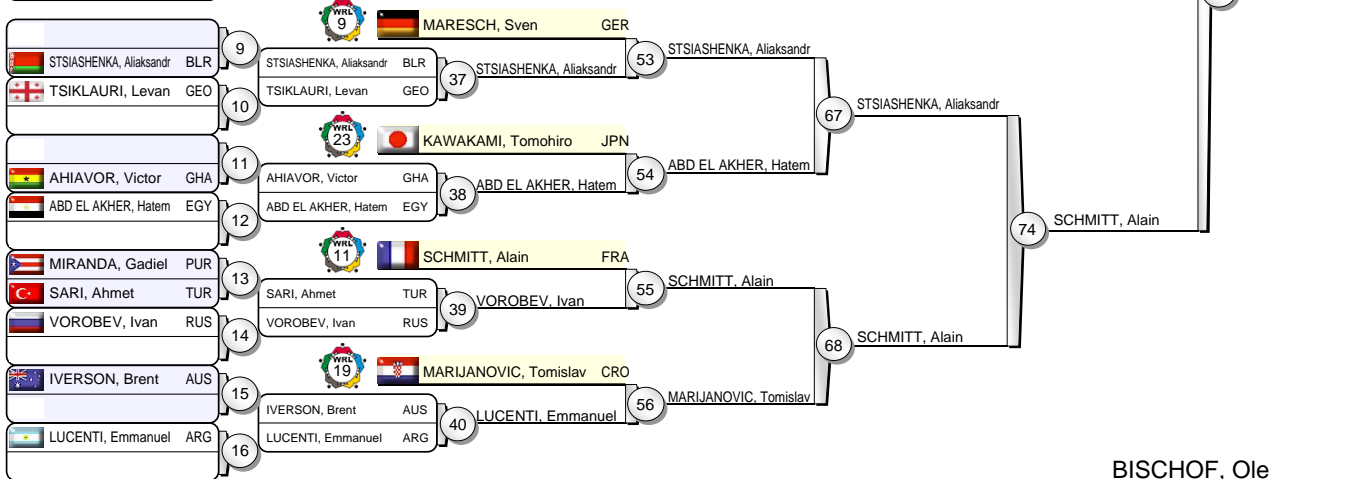 9
STSIASHENKA, Aliaksandr BLR
TSIKLAURI, Levan GEO
10
11
AHIAVOR, Victor GHA
ABD EL AKHER, Hatem EGY
12
MIRANDA, Gadiel PUR
13
SARI, Ahmet TUR
VOROBEV, Ivan RUS
14
IVERSON, Brent AUS
15
LUCENTI, Emmanuel ARG
16
STSIASHENKA, Aliaksandr BLR
37
TSIKLAURI, Levan GEO
AHIAVOR, Victor GHA
38
ABD EL AKHER, Hatem EGY
SARI, Ahmet TUR
39
VOROBEV, Ivan RUS
IVERSON, Brent AUS
40
LUCENTI, Emmanuel ARG
WRL
9
MARESCH, Sven GER
53
STSIASHENKA, Aliaksandr
WRL
23
KAWAKAMI, Tomohiro JPN
54
ABD EL AKHER, Hatem
WRL
11
SCHMITT, Alain FRA
55
VOROBEV, Ivan
WRL
19
MARIJANOVIC, Tomislav CRO
56
LUCENTI, Emmanuel
STSIASHENKA, Aliaksandr
67
ABD EL AKHER, Hatem
SCHMITT, Alain
68
MARIJANOVIC, Tomislav
STSIASHENKA, Aliaksandr
74
SCHMITT, Alain
SCHMITT, Alain
BISCHOF, Ole